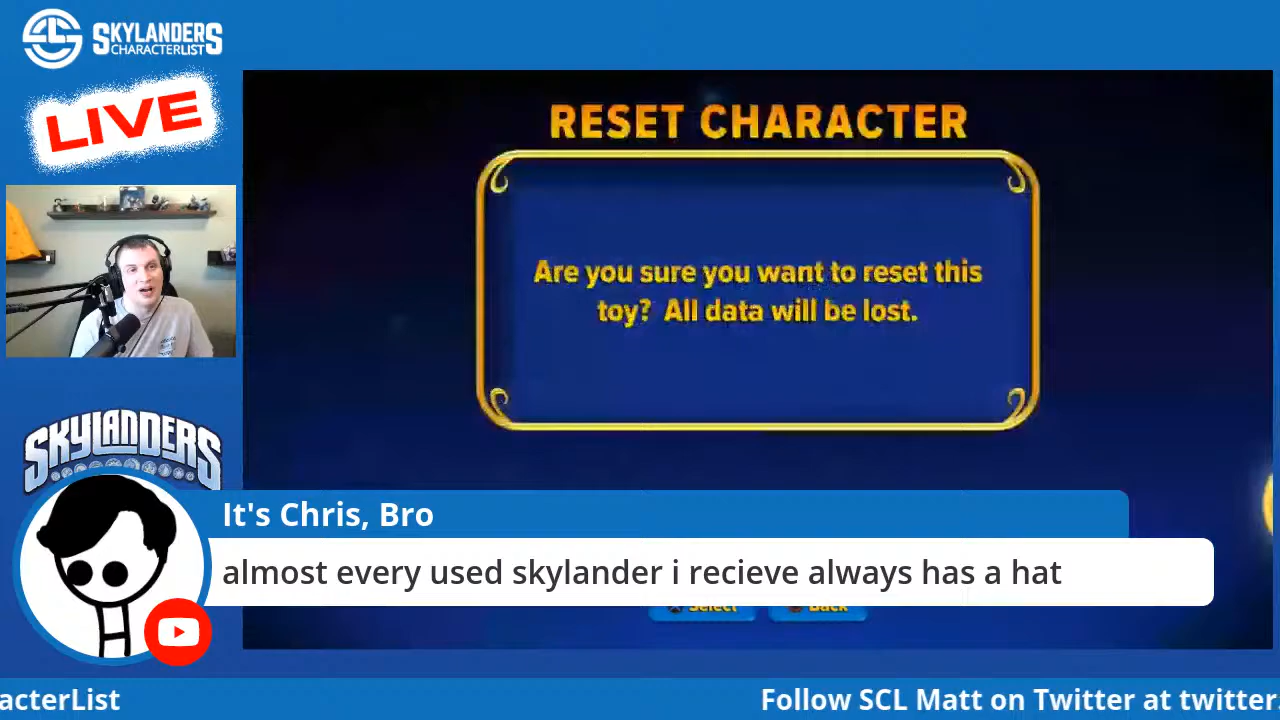 SKYLANDERS
CHARACTERLIST
LIVE
RESET CHARACTER
Are you sure you want to reset this
toy? All data will be lost.
SKYLANDERS
It's Chris, Bro
almost every used skylander i recieve always has a hat
Select Back
acterList Follow SCL Matt on Twitter at twitter